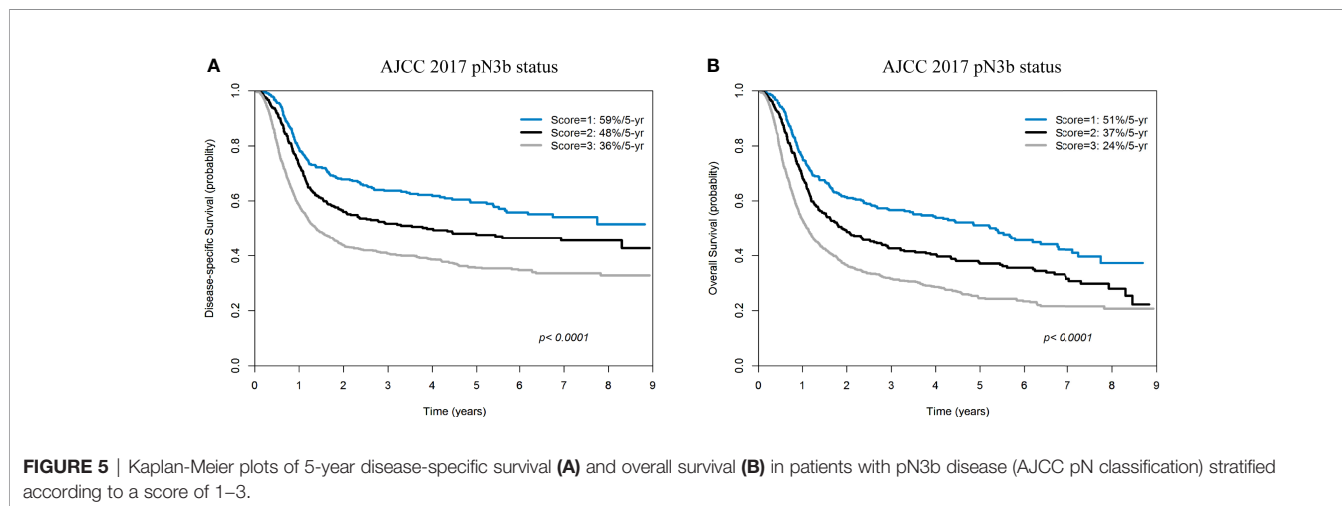 A
AJCC 2017 pN3b status
Disease-specific Survival (probablity)
1.0
0.8
0.6
0.4
0.2
0.0
Score=1: 59%/5-yr
Score=2: 48%/5-yr
Score=3: 36%/5-yr
p< 0.0001
0 1 2 3 4 5 6 7 8 9
Time (years)
B
AJCC 2017 pN3b status
Overall Survival (probablity)
1.0
0.8
0.6
0.4
0.2
0.0
Score=1: 51%/5-yr
Score=2: 37%/5-yr
Score=3: 24%/5-yr
p< 0.0001
0 1 2 3 4 5 6 7 8 9
Time (years)
FIGURE 5 | Kaplan-Meier plots of 5-year disease-specific survival (A) and overall survival (B) in patients with pN3b disease (AJCC pN classification) stratified
according to a score of 1–3.